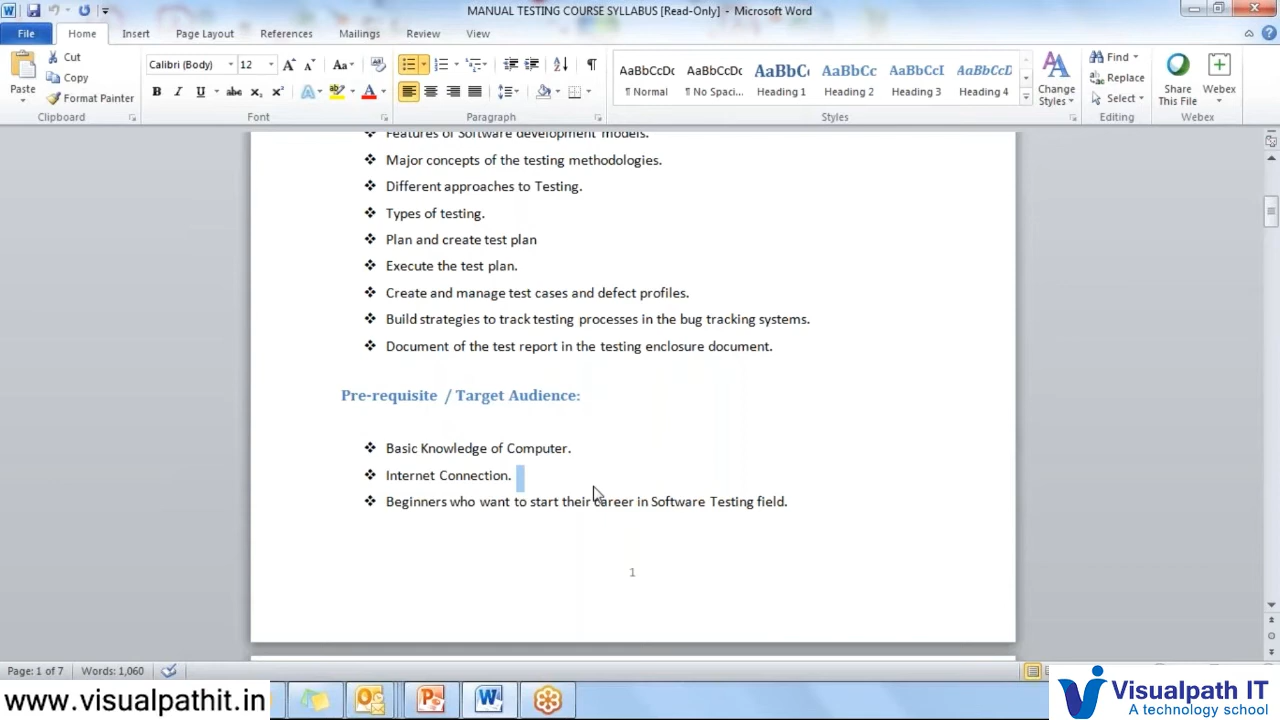 MANUAL TESTING COURSE SYLLABUS [Read-Only] - Microsoft Word
File Home Insert Page Layout References Mailings Review View
Paste
Cut
Copy
Format Painter
Clipboard
Calibri (Body) 12
Font
Paragraph
AaBbCcDc AaBbCcDc AaBbC AaBbCc AaBbCcI AaBbCcD
¶ Normal ¶ No Spaci... Heading 1 Heading 2 Heading 3 Heading 4
Change Styles
Styles
Find
Replace
Select
Editing
Share This File
Webex
Webex
Features of Software development models.
Major concepts of the testing methodologies.
Different approaches to Testing.
Types of testing.
Plan and create test plan
Execute the test plan.
Create and manage test cases and defect profiles.
Build strategies to track testing processes in the bug tracking systems.
Document of the test report in the testing enclosure document.
Pre-requisite / Target Audience:
Basic Knowledge of Computer.
Internet Connection.
Beginners who want to start their career in Software Testing field.
1
Page: 1 of 7 Words: 1,060
www.visualpathit.in
Visualpath IT
A technology school